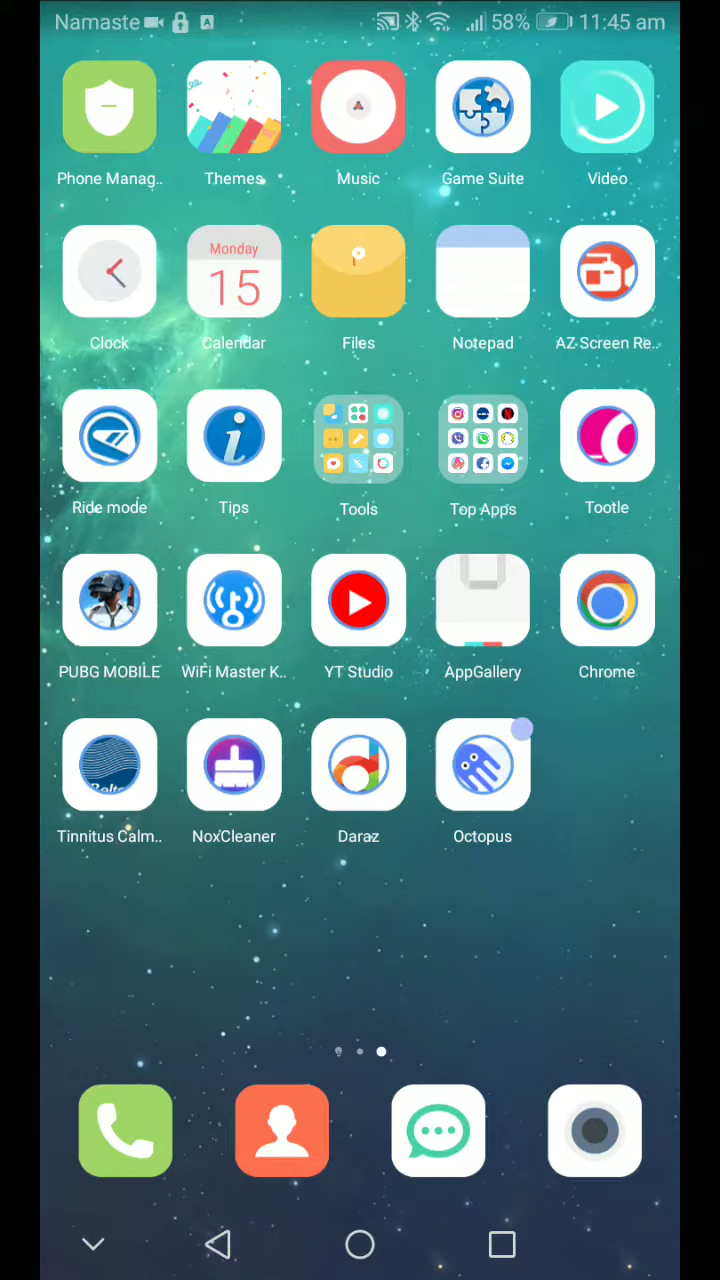 Namaste 58% 11:45 am
Phone Manag.. Themes Music Game Suite Video
Monday
15
Clock Calendar Files Notepad AZ Screen Re..
Ride mode Tips Tools Top Apps Tootle
PUBG MOBILE WiFi Master K.. YT Studio AppGallery Chrome
Tinnitus Calm.. NoxCleaner Daraz Octopus